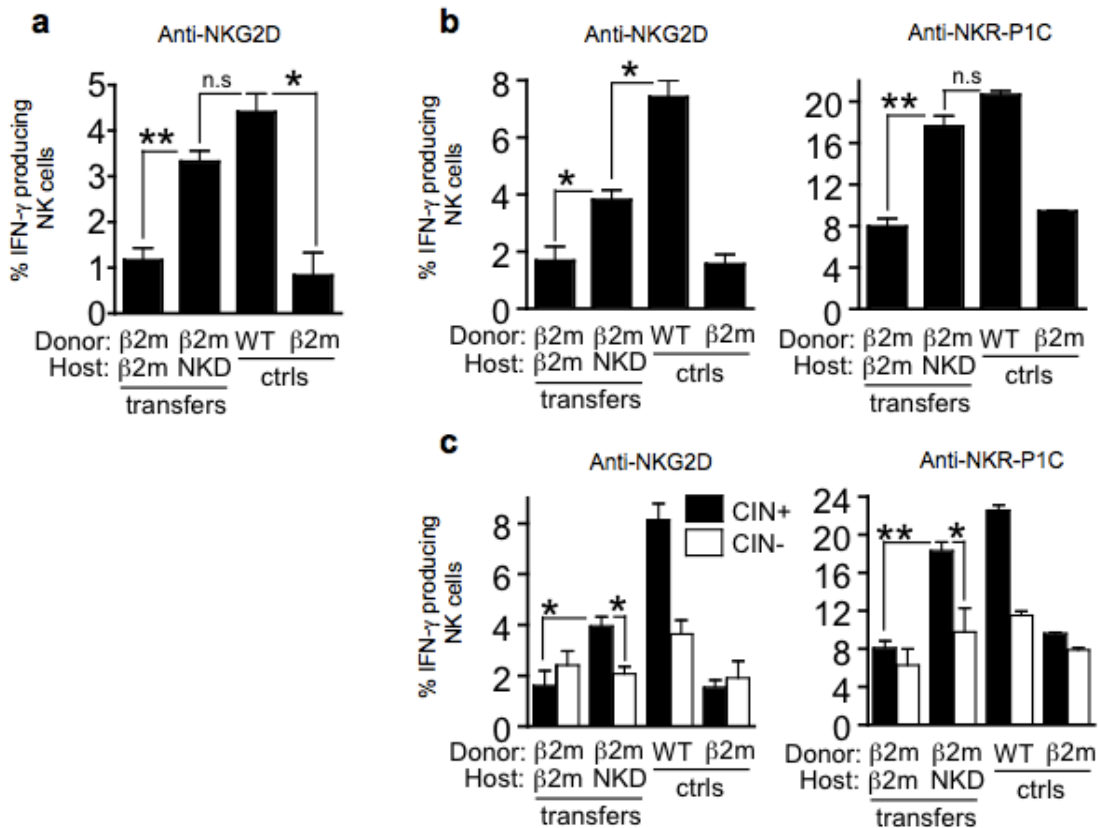 a
Anti-NKG2D
% IFN-γ producing
NK cells
5
4
3
2
1
0
**
n.s
*
Donor: β2m β2m WT β2m
Host: β2m NKD ctrls
transfers
b
Anti-NKG2D
% IFN-γ producing
NK cells
8
6
4
2
0
*
*
Donor: β2m β2m WT β2m
Host: β2m NKD ctrls
transfers
Anti-NKR-P1C
20
16
12
8
4
0
**
n.s
β2m β2m WT β2m
β2m NKD ctrls
transfers
c
Anti-NKG2D
% IFN-γ producing
NK cells
8
6
4
2
0
*
*
CIN+
CIN-
Donor: β2m β2m WT β2m
Host: β2m NKD ctrls
transfers
Anti-NKR-P1C
24
20
16
12
8
4
0
**
*
β2m β2m WT β2m
β2m NKD ctrls
transfers